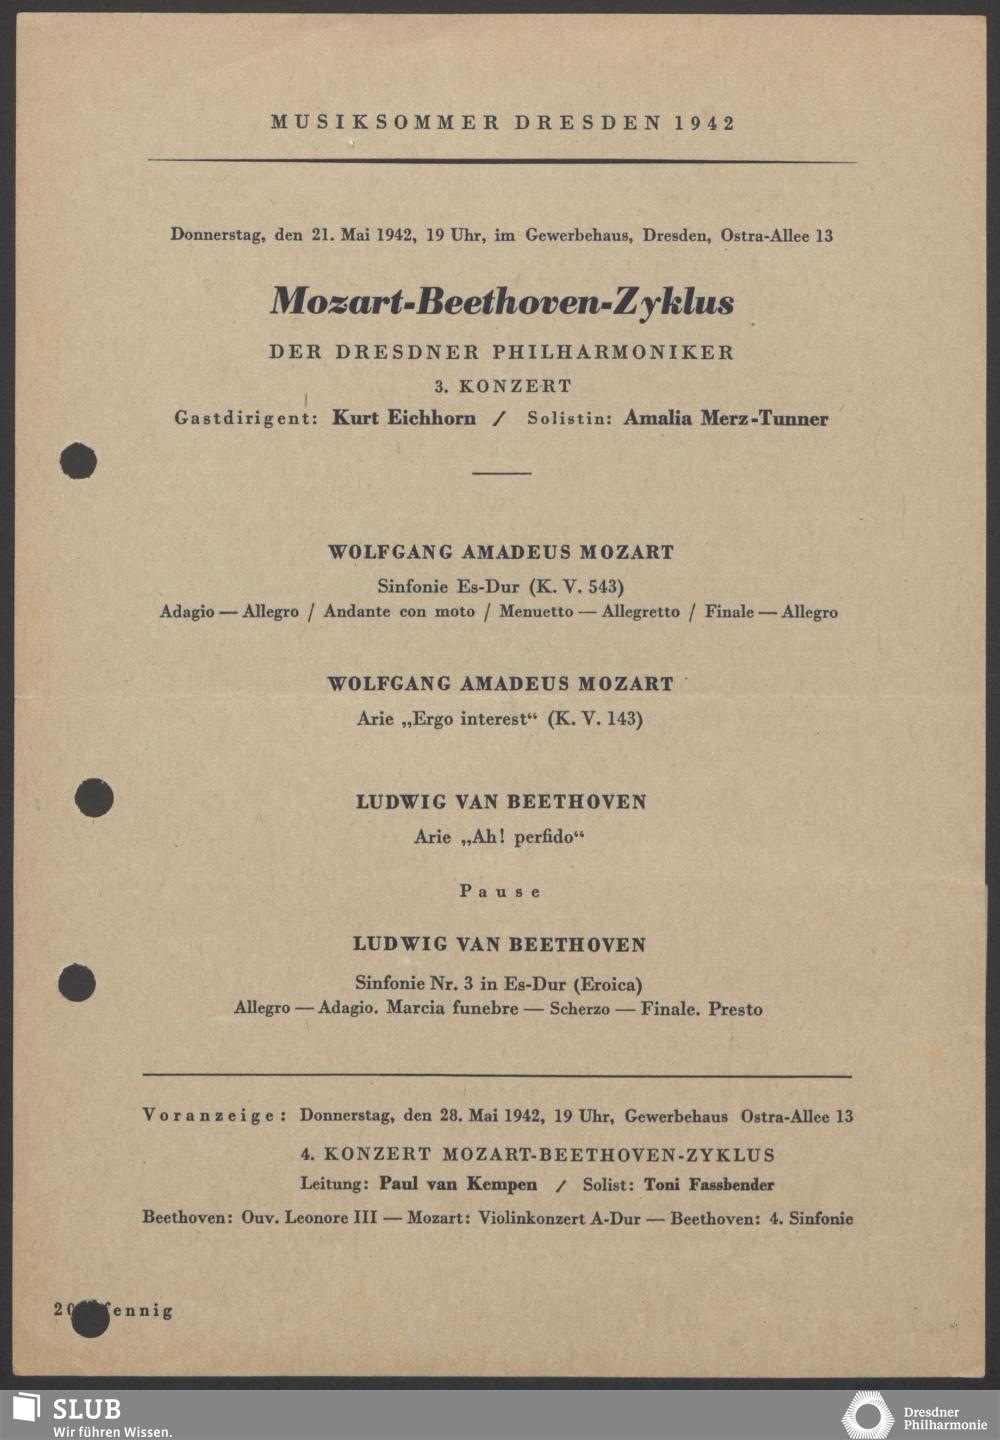 MUSIKSOMMER DRESDEN 1942
Donnerstag, den 21. Mai 1942, 19 Uhr, im Gewerbehaus, Dresden, Ostra-Allee 13
Mozart-Beethoven-Zyklus
DER DRESDNER PHILHARMONIKER
3. KONZERT
Gastdirigent: Kurt Eichhorn / Solistin: Amalia Merz-Tunner
WOLFGANG AMADEUS MOZART
Sinfonie Es-Dur (K. V. 543)
Adagio — Allegro / Andante con moto / Menuetto — Allegretto / Finale — Allegro
WOLFGANG AMADEUS MOZART
Arie „Ergo interest“ (K. V. 143)
LUDWIG VAN BEETHOVEN
Arie „Ah! perfido“
Pause
LUDWIG VAN BEETHOVEN
Sinfonie Nr. 3 in Es-Dur (Eroica)
Allegro — Adagio. Marcia funebre — Scherzo — Finale. Presto
Voranzeige: Donnerstag, den 28. Mai 1942, 19 Uhr, Gewerbehaus Ostra-Allee 13
4. KONZERT MOZART-BEETHOVEN-ZYKLUS
Leitung: Paul van Kempen / Solist: Toni Fassbender
Beethoven: Ouv. Leonore III — Mozart: Violinkonzert A-Dur — Beethoven: 4. Sinfonie
20 Pfennig
SLUB
Wir führen Wissen.
Dresdner
Philharmonie